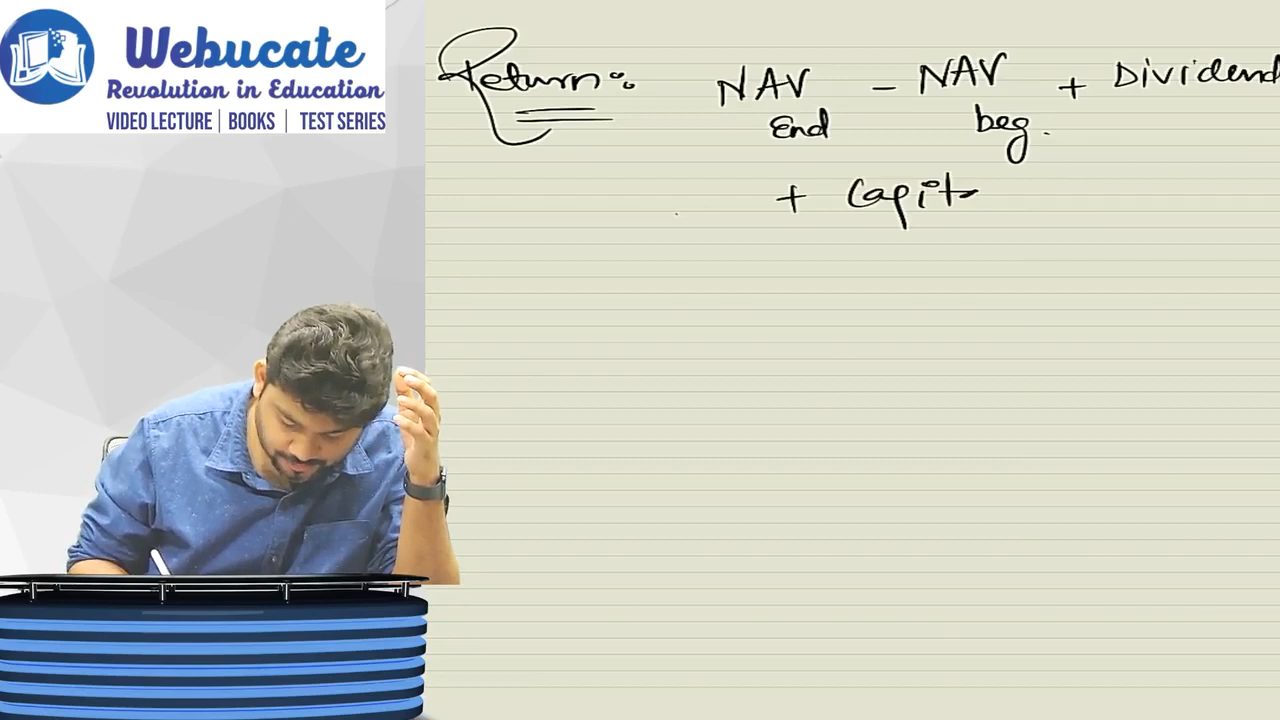 Webucate
Revolution in Education
VIDEO LECTURE | BOOKS | TEST SERIES
Return:
NAV End - NAV beg. + Dividend
+ Capit